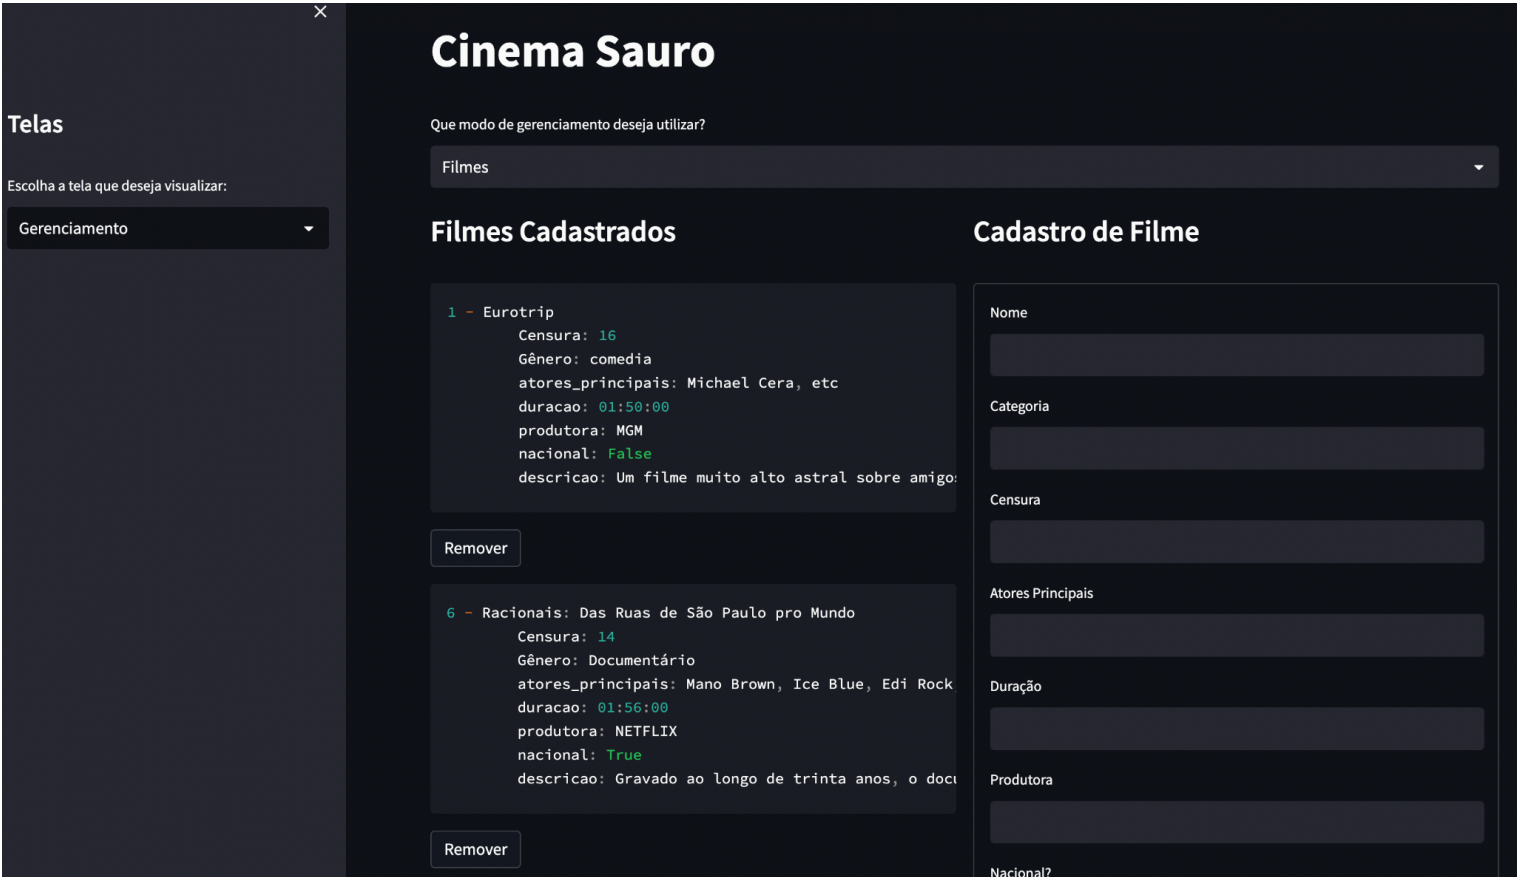 ×
Telas
Escolha a tela que deseja visualizar:
Gerenciamento
Cinema Sauro
Que modo de gerenciamento deseja utilizar?
Filmes
Filmes Cadastrados
1 - Eurotrip
Censura: 16
Gênero: comedia
atores_principais: Michael Cera, etc
duracao: 01:50:00
produtora: MGM
nacional: False
descricao: Um filme muito alto astral sobre amigos
Remover
6 - Racionais: Das Ruas de São Paulo pro Mundo
Censura: 14
Gênero: Documentário
atores_principais: Mano Brown, Ice Blue, Edi Rock,
duracao: 01:56:00
produtora: NETFLIX
nacional: True
descricao: Gravado ao longo de trinta anos, o docu
Remover
Cadastro de Filme
Nome
Categoria
Censura
Atores Principais
Duração
Produtora
Nacional?